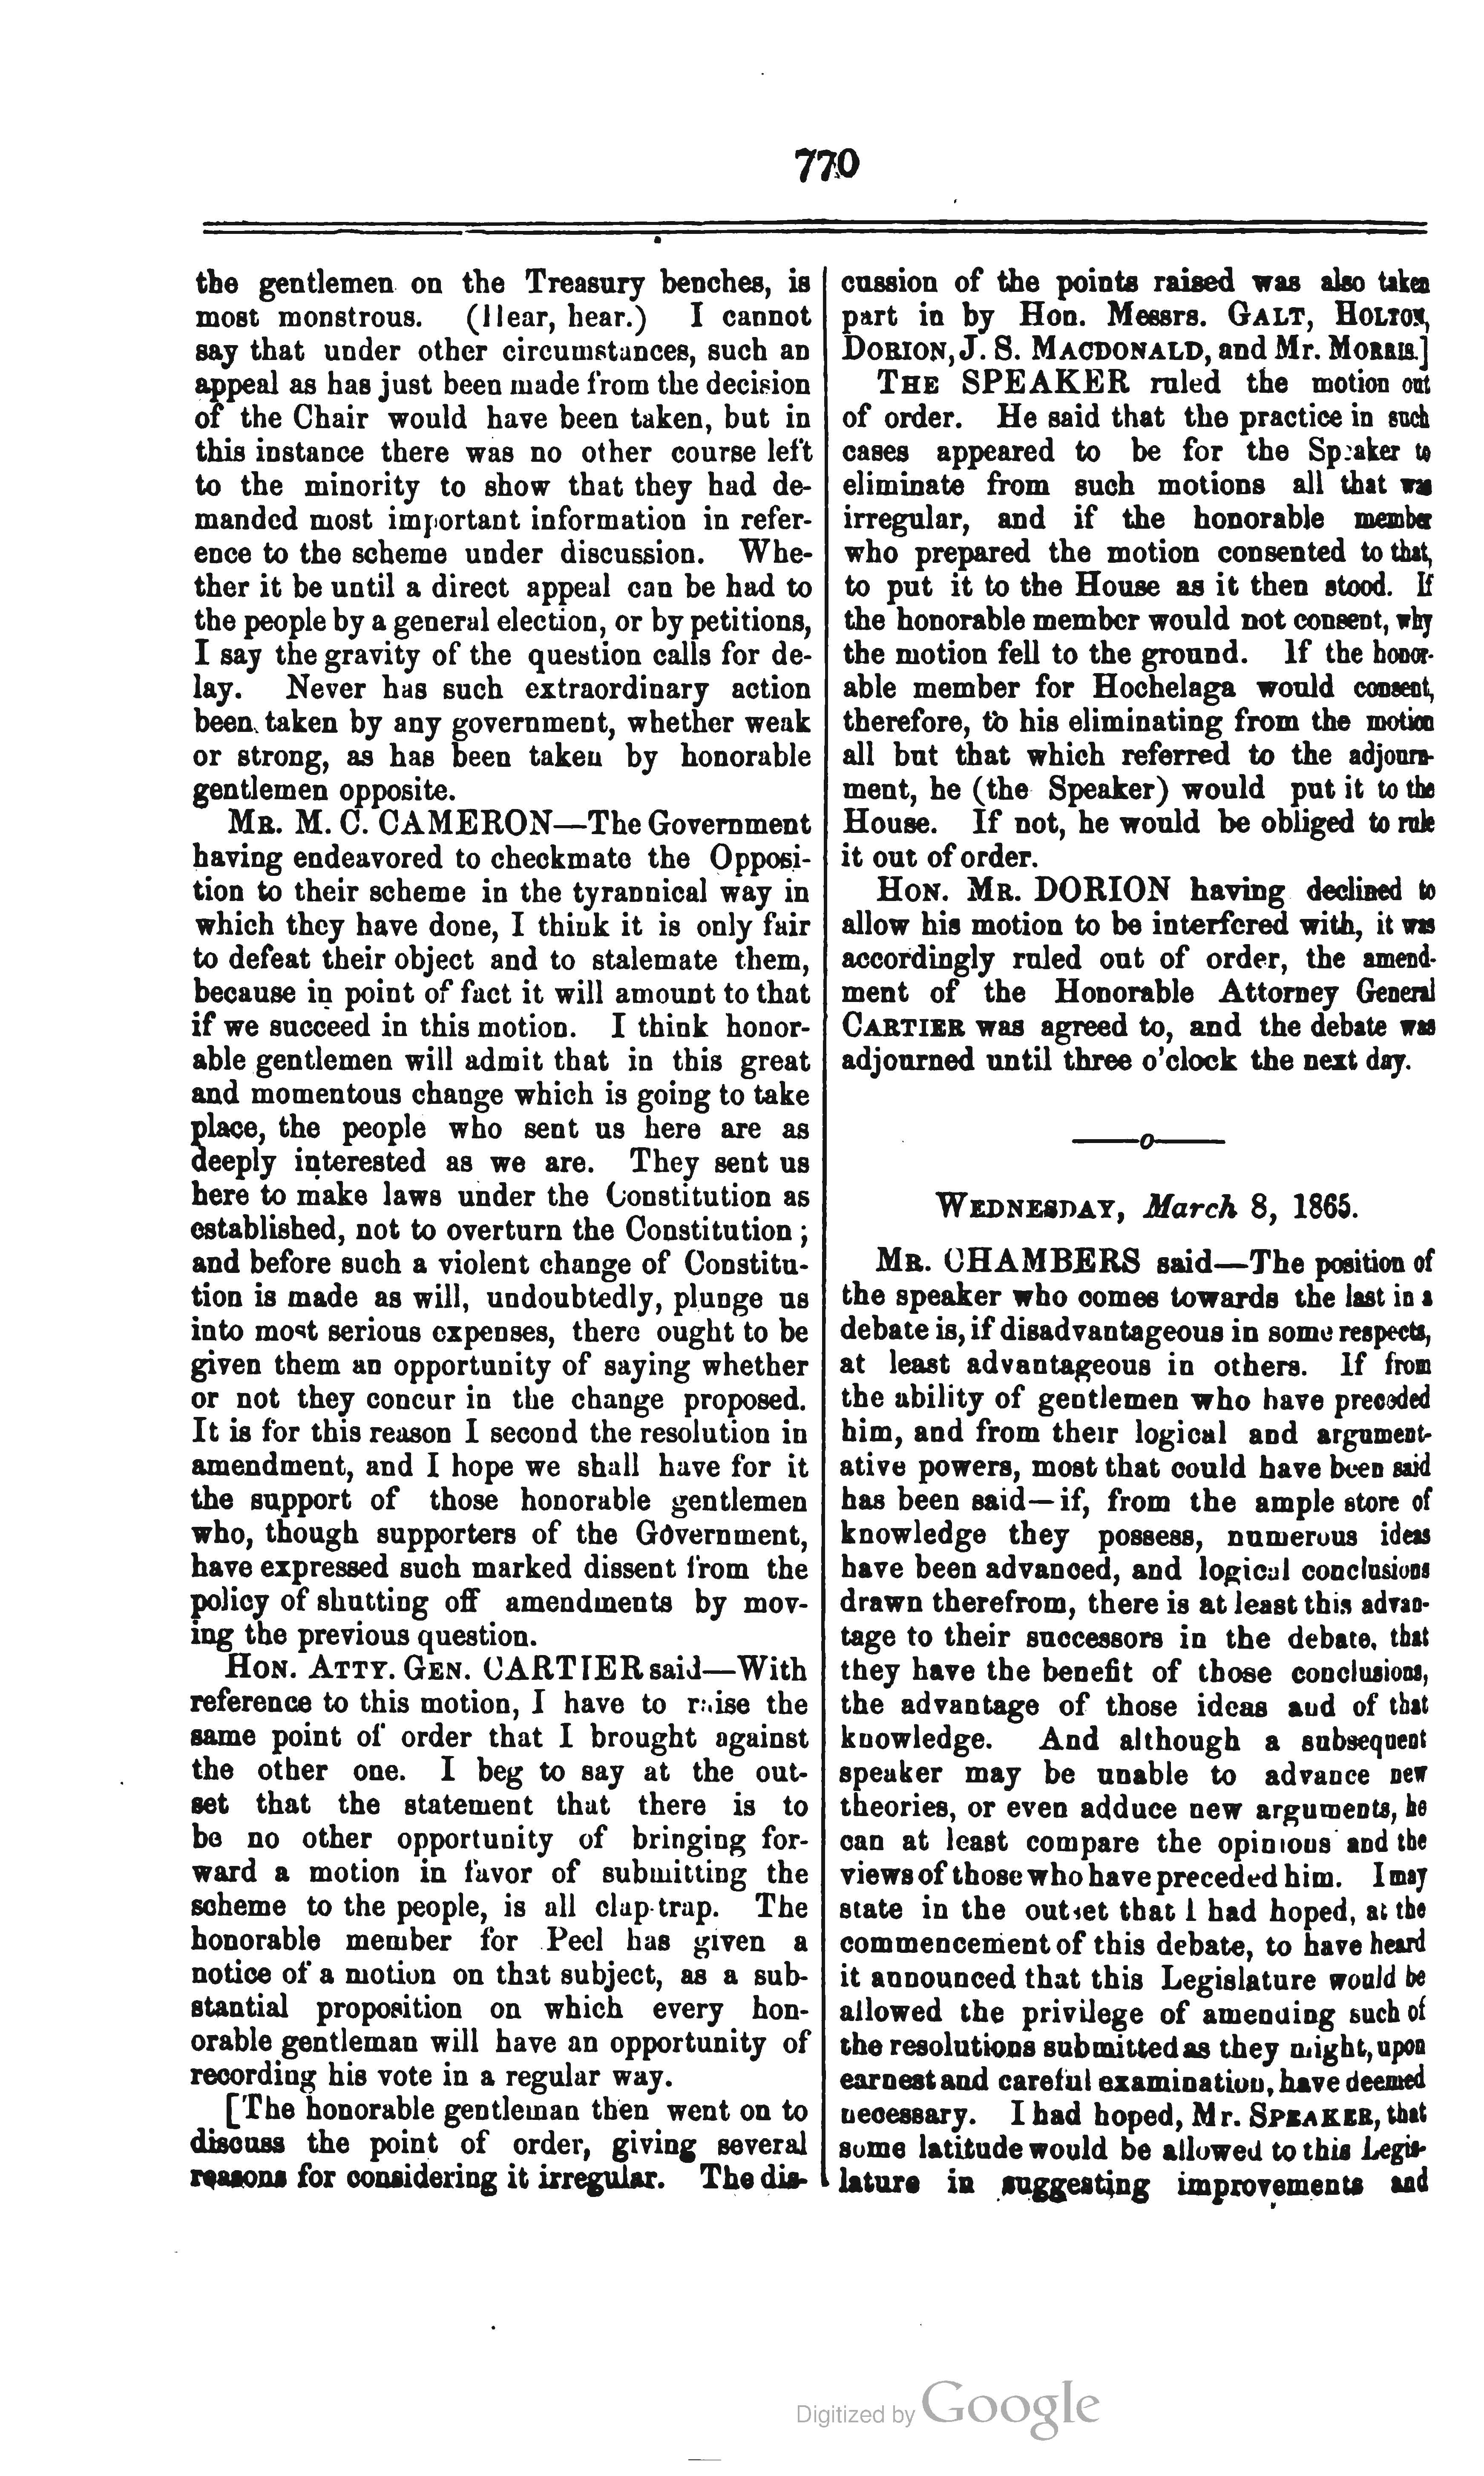 770
the gentlemen on the Treasury benches, is
most monstrous. (Hear, hear.) I cannot
say that under other circumstances, such an
appeal as has just been made from the decision
of the Chair would have been taken, but in
this instance there was no other course left
to the minority to show that they had de-
manded most important information in refer-
ence to the scheme under discussion. Whe-
ther it be until a direct appeal can be had to
the people by a general election, or by petitions,
I say the gravity of the question calls for de-
lay. Never has such extraordinary action
been taken by any government, whether weak
or strong, as has been taken by honorable
gentlemen opposite.
MR. M. C. CAMERON—The Government
having endeavored to checkmate the Opposi-
tion to their scheme in the tyrannical way in
which they have done, I think it is only fair
to defeat their object and to stalemate them,
because in point of fact it will amount to that
if we succeed in this motion. I think honor-
able gentlemen will admit that in this great
and momentous change which is going to take
place, the people who sent us here are as
deeply interested as we are. They sent us
here to make laws under the Constitution as
established, not to overturn the Constitution;
and before such a violent change of Constitu-
tion is made as will, undoubtedly, plunge us
into most serious expenses, there ought to be
given them an opportunity of saying whether
or not they concur in the change proposed.
It is for this reason I second the resolution in
amendment, and I hope we shall have for it
the support of those honorable gentlemen
who, though supporters of the Government,
have expressed such marked dissent from the
policy of shutting off amendments by mov-
ing the previous question.
HON. ATTY. GEN. CARTIER said—With
reference to this motion, I have to raise the
same point of order that I brought against
the other one. I beg to say at the out-
set that the statement that there is to
be no other opportunity of bringing for-
ward a motion in favor of submitting the
scheme to the people, is all clap-trap. The
honorable member for Peel has given a
notice of a motion on that subject, as a sub-
stantial proposition on which every hon-
orable gentleman will have an opportunity of
recording his vote in a regular way.
[The honorable gentleman then went on to
discuss the point of order, giving several
reasons for considering it irregular. The dis-
cussion of the points raised was also taken
part in by Hon. Messrs. GALT, HOLTON,
DORION, J. S. MACDONALD, and Mr. MORRIS.]
THE SPEAKER ruled the motion out
of order. He said that the practice in such
cases appeared to be for the Speaker to
eliminate from such motions all that was
irregular, and if the honorable member
who prepared the motion consented to that,
to put it to the House as it then stood. If
the honorable member would not consent, why
the motion fell to the ground. If the honor-
able member for Hochelaga would consent,
therefore, to his eliminating from the motion
all but that which referred to the adjourn-
ment, he (the Speaker) would put it to the
House. If not, he would be obliged to rule
it out of order.
HON. MR. DORION having declined to
allow his motion to be interfered with, it was
accordingly ruled out of order, the amend-
ment of the Honorable Attorney General
CARTIER was agreed to, and the debate was
adjourned until three o'clock the next day.
——o——
WEDNESDAY, March 8, 1865.
MR. CHAMBERS said—The position of
the speaker who comes towards the last in a
debate is, if disadvantageous in some respects,
at least advantageous in others. If from
the ability of gentlemen who have preceded
him, and from their logical and argument-
ative powers, most that could have been said
has been said—if, from the ample store of
knowledge they possess, numerous ideas
have been advanced, and logical conclusions
drawn therefrom, there is at least this advan-
tage to their successors in the debate, that
they have the benefit of those conclusions,
the advantage of those ideas and of that
knowledge. And although a subsequent
speaker may be unable to advance new
theories, or even adduce new arguments, he
can at least compare the opinions and the
views of those who have preceded him. I may
state in the outset that I had hoped, at the
commencement of this debate, to have heard
it announced that this Legislature would be
allowed the privilege of amending such of
the resolutions submitted as they might, upon
earnest and careful examination, have deemed
necessary. I had hoped, Mr. SPEAKER, that
some latitude would be allowed to this Legis-
lature in suggesting improvements and
Digitized by Google